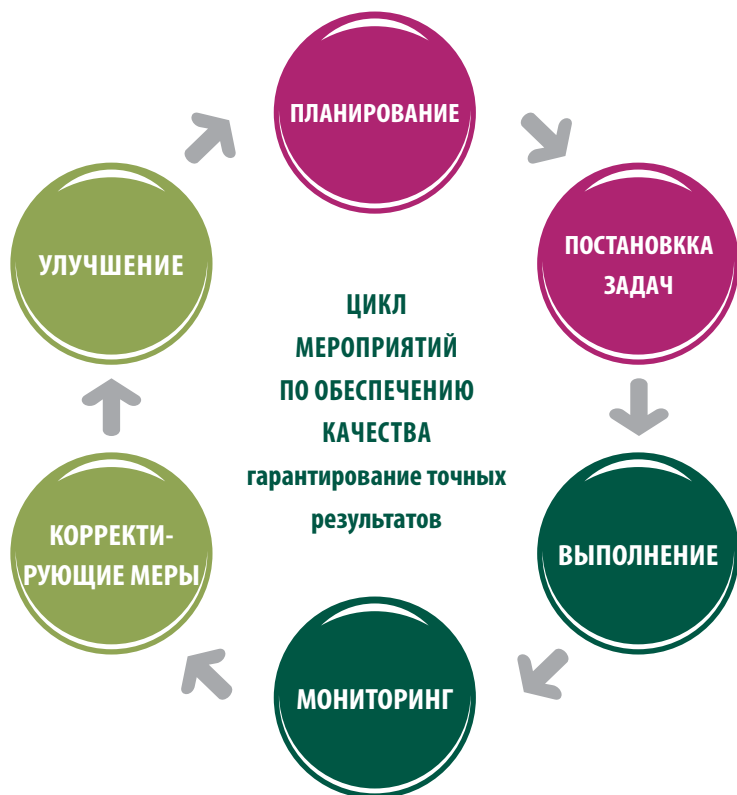 ПЛАНИРОВАНИЕ
ПОСТАНОВККА
ЗАДАЧ
УЛУЧШЕНИЕ
ЦИКЛ
МЕРОПРИЯТИЙ
ПО ОБЕСПЕЧЕНИЮ
КАЧЕСТВА
гарантирование точных
результатов
КОРРЕКТИ-
РУЮЩИЕ МЕРЫ
ВЫПОЛНЕНИЕ
МОНИТОРИНГ